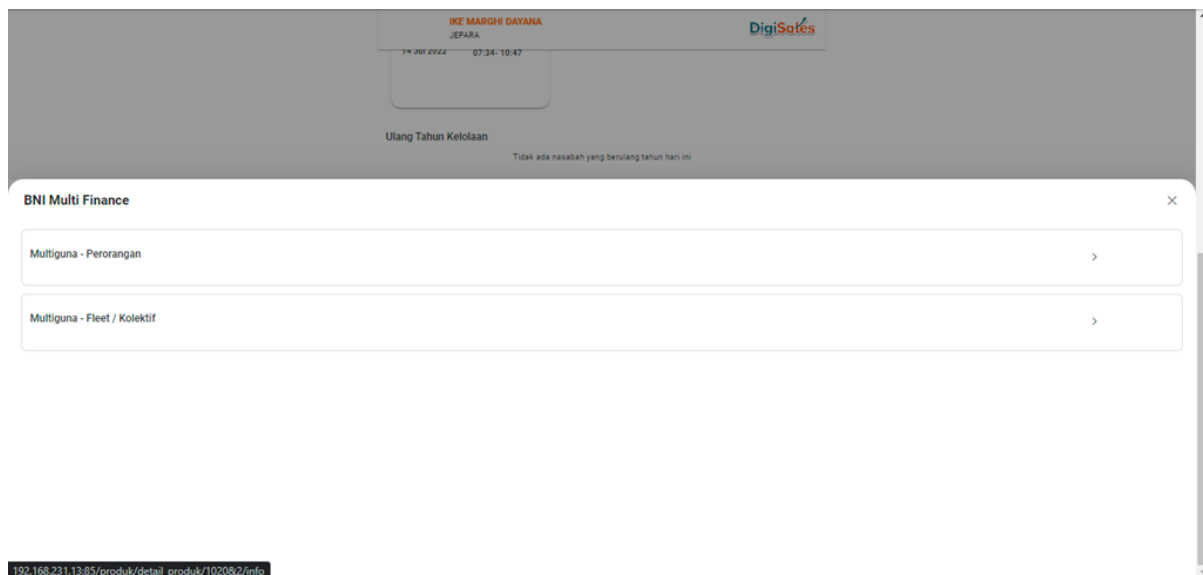 IKE MARGHI DAYANA
JEPARA
DigiSales
14 Jul 2022 07:34- 10:47
Ulang Tahun Kelolaan
Tidak ada nasabah yang berulang tahun hari ini
BNI Multi Finance
Multiguna - Perorangan
Multiguna - Fleet / Kolektif
192.168.231.13:85/produk/detail_produk/1020&2/info